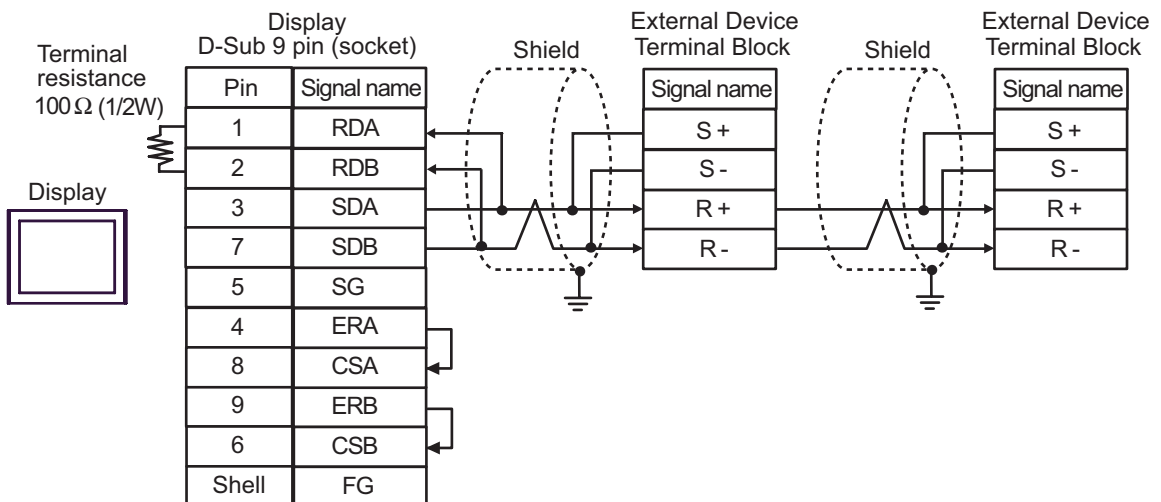 Display
D-Sub 9 pin (socket)
Terminal
resistance
100Ω (1/2W)
Display
Pin Signal name
1 RDA
2 RDB
3 SDA
7 SDB
5 SG
4 ERA
8 CSA
9 ERB
6 CSB
Shell FG
Shield
External Device
Terminal Block
Signal name
S +
S -
R +
R -
Shield
External Device
Terminal Block
Signal name
S +
S -
R +
R -